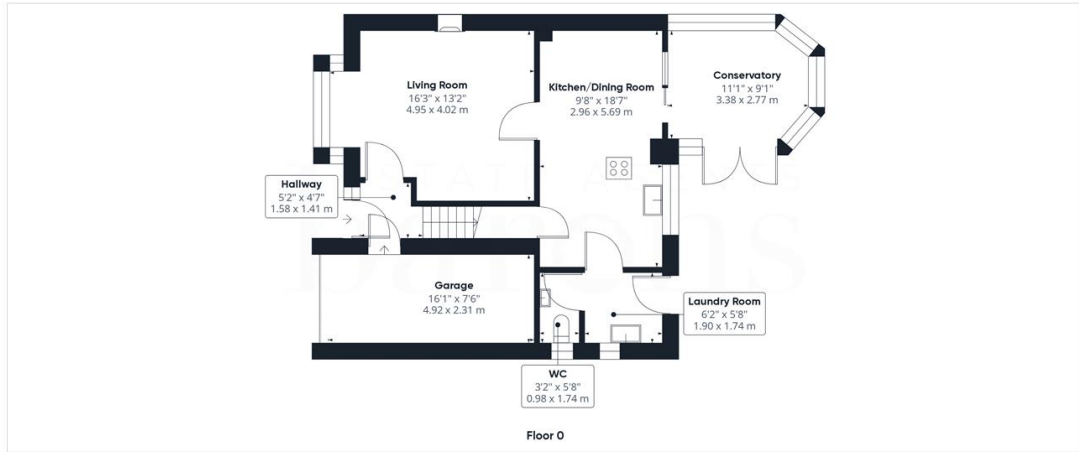 Living Room
16'3" x 13'2"
4.95 x 4.02 m
Kitchen/Dining Room
9'8" x 18'7"
2.96 x 5.69 m
Conservatory
11'1" x 9'1"
3.38 x 2.77 m
Hallway
5'2" x 4'7"
1.58 x 1.41 m
Garage
16'1" x 7'6"
4.92 x 2.31 m
Laundry Room
6'2" x 5'8"
1.90 x 1.74 m
WC
3'2" x 5'8"
0.98 x 1.74 m
Floor 0